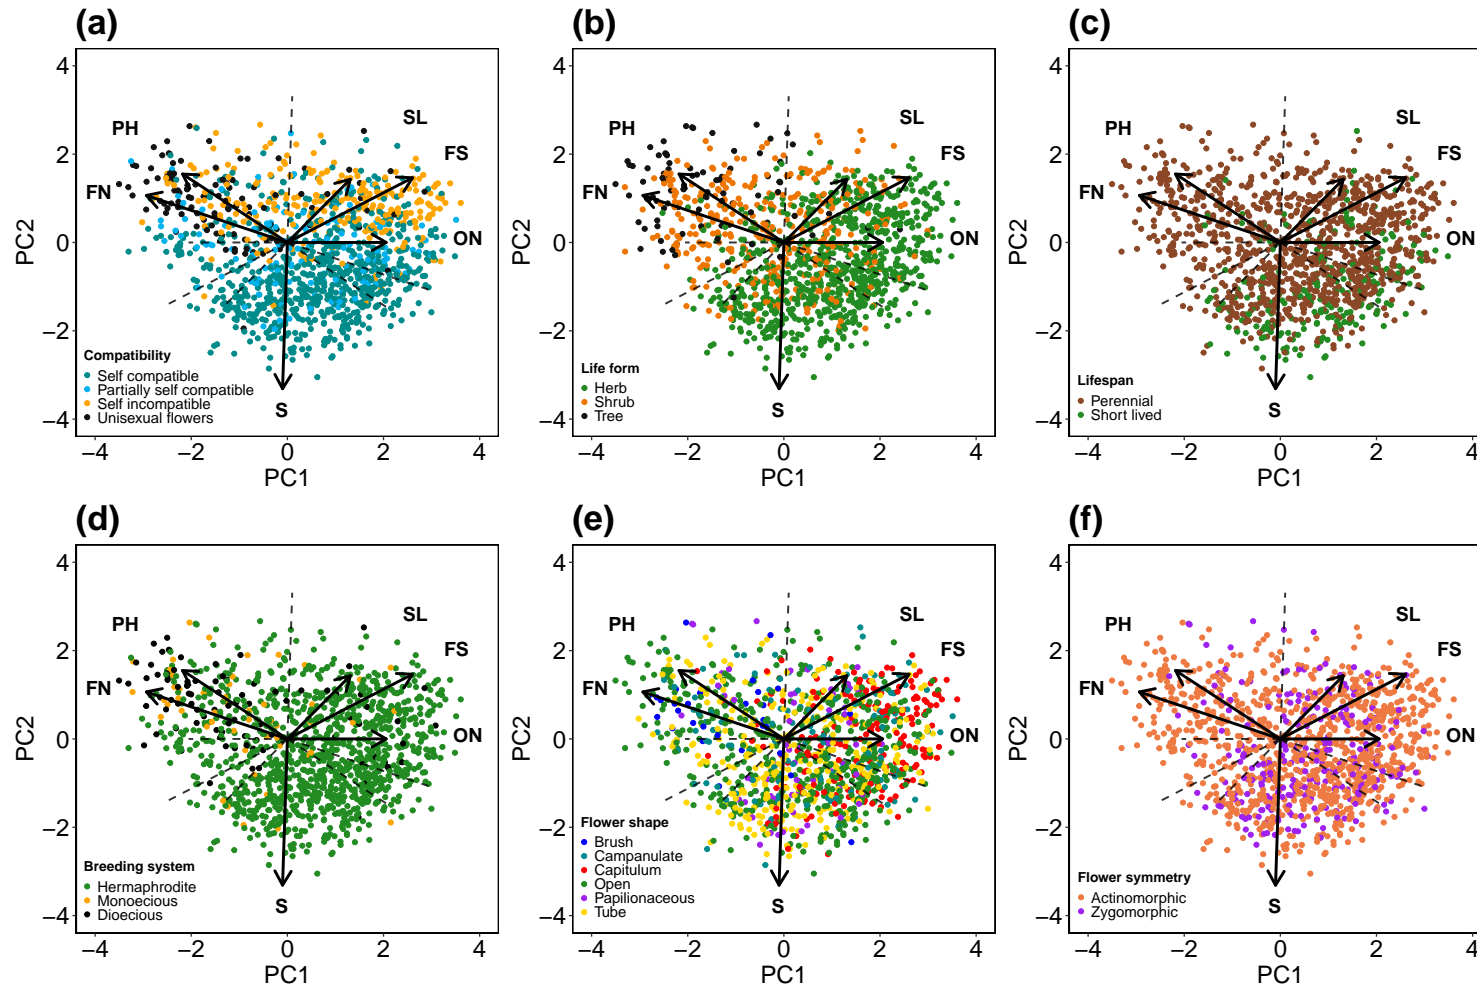 (a)
4
2
0
−2
−4
PC2
PH
FN
SL
FS
ON
S
Compatibility
Self compatible
Partially self compatible
Self incompatible
Unisexual flowers
−4 −2 0 2 4
PC1
(b)
4
2
0
−2
−4
PC2
PH
FN
SL
FS
ON
S
Life form
Herb
Shrub
Tree
−4 −2 0 2 4
PC1
(c)
4
2
0
−2
−4
PC2
PH
FN
SL
FS
ON
S
Lifespan
Perennial
Short lived
−4 −2 0 2 4
PC1
(d)
4
2
0
−2
−4
PC2
PH
FN
SL
FS
ON
S
Breeding system
Hermaphrodite
Monoecious
Dioecious
−4 −2 0 2 4
PC1
(e)
4
2
0
−2
−4
PC2
PH
FN
SL
FS
ON
S
Flower shape
Brush
Campanulate
Capitulum
Open
Papilionaceous
Tube
−4 −2 0 2 4
PC1
(f)
4
2
0
−2
−4
PC2
PH
FN
SL
FS
ON
S
Flower symmetry
Actinomorphic
Zygomorphic
−4 −2 0 2 4
PC1